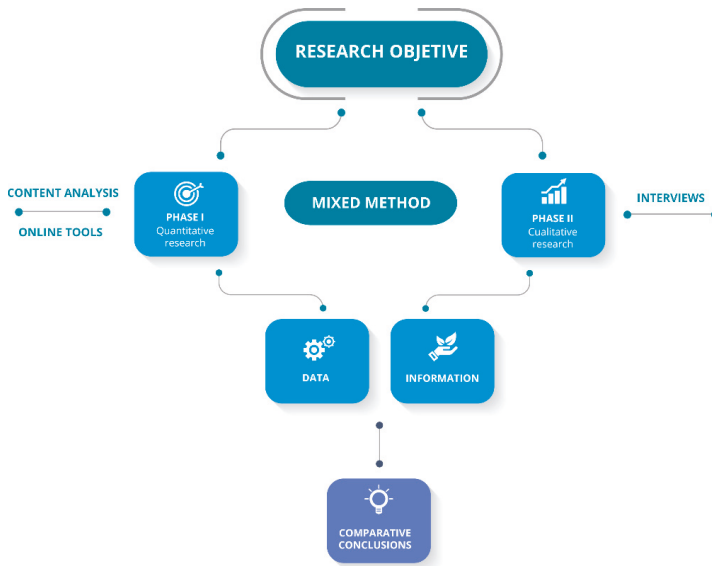 RESEARCH OBJETIVE
CONTENT ANALYSIS
ONLINE TOOLS
PHASE I
Quantitative
research
MIXED METHOD
PHASE II
Cualitative
research
INTERVIEWS
DATA
INFORMATION
COMPARATIVE
CONCLUSIONS